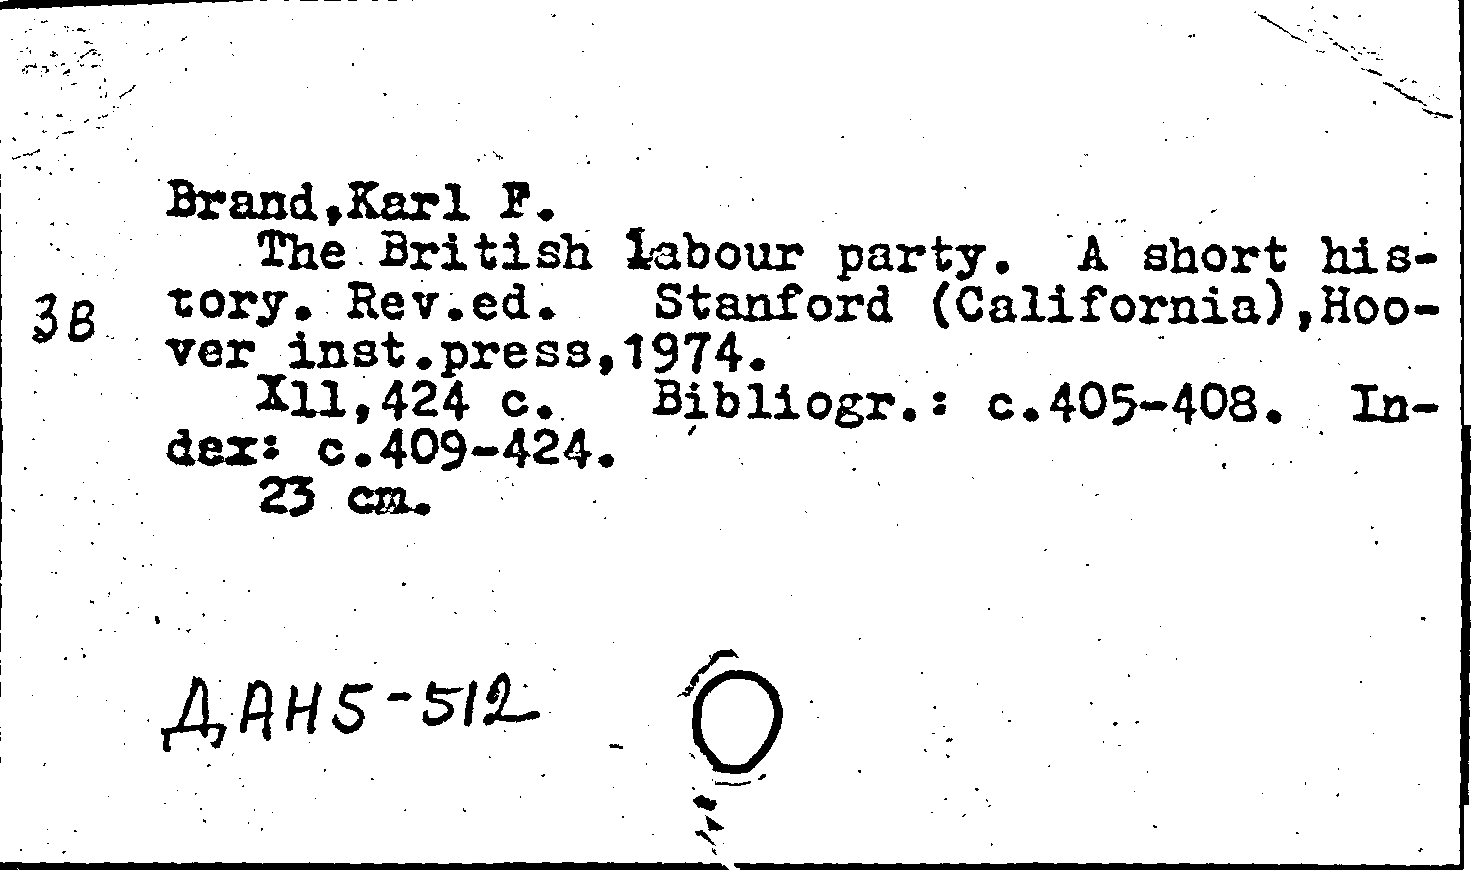 Brand,Karl F.
The British labour party. A short his-
tory. Rev.ed. Stanford (California),Hoo-
3В
ver inst.press,1974.
Xll,424 c. Bibliogr.: c.405-408. In-
dex: c.409-424.
23 cm.
ДАН5-512